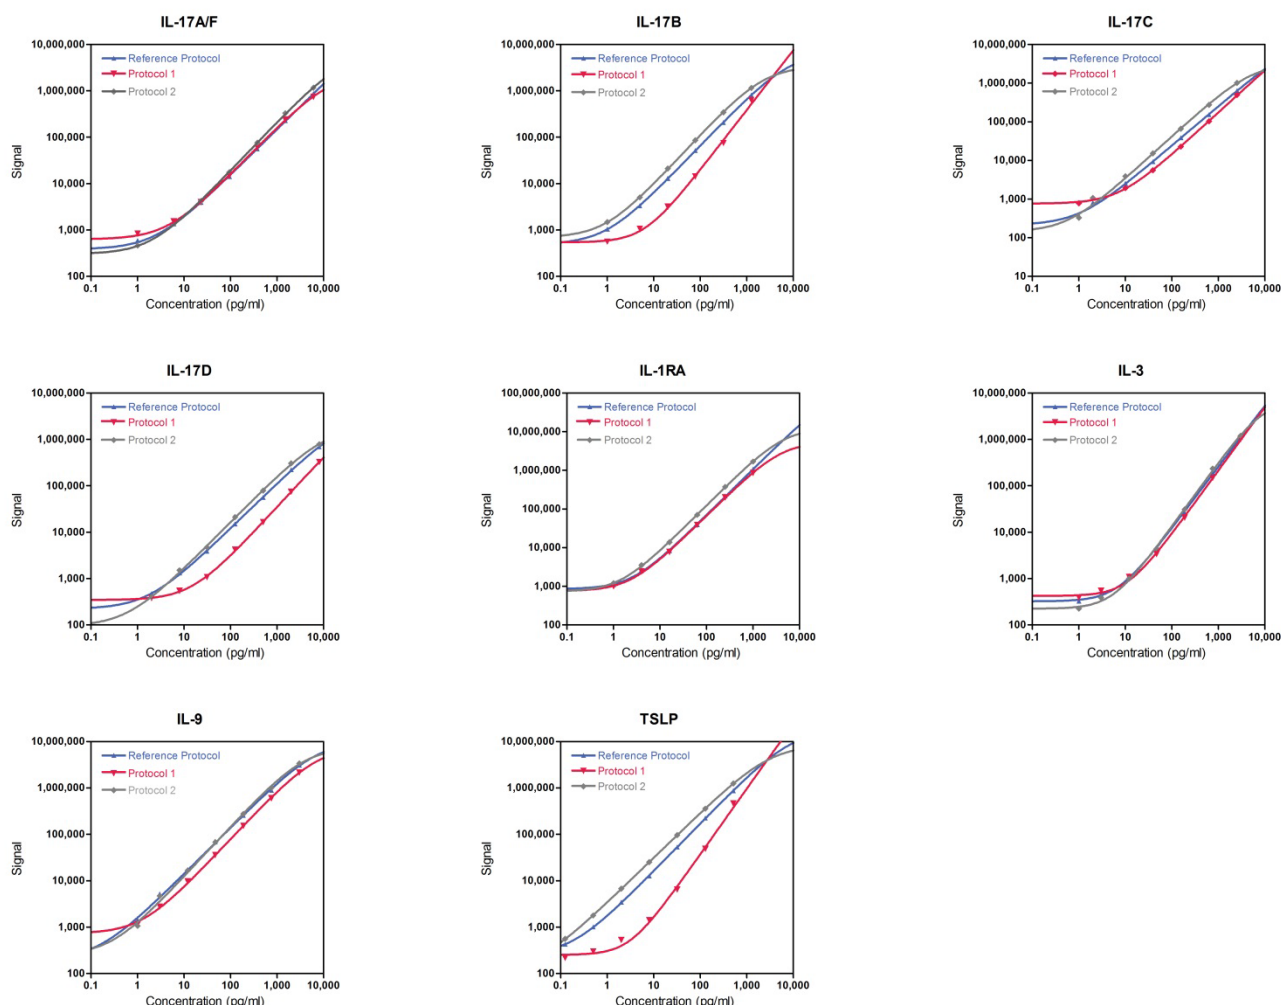 IL-17A/F
10,000,000
1,000,000
100,000
10,000
1,000
100
Signal
Reference Protocol
Protocol 1
Protocol 2
0.1 1 10 100 1,000 10,000
Concentration (pg/ml)
IL-17B
10,000,000
1,000,000
100,000
10,000
1,000
100
Signal
Reference Protocol
Protocol 1
Protocol 2
0.1 1 10 100 1,000 10,000
Concentration (pg/ml)
IL-17C
10,000,000
1,000,000
100,000
10,000
1,000
100
10
Signal
Reference Protocol
Protocol 1
Protocol 2
0.1 1 10 100 1,000 10,000
Concentration (pg/ml)
IL-17D
10,000,000
1,000,000
100,000
10,000
1,000
100
Signal
Reference Protocol
Protocol 1
Protocol 2
0.1 1 10 100 1,000 10,000
Concentration (pg/ml)
IL-1RA
100,000,000
10,000,000
1,000,000
100,000
10,000
1,000
100
Signal
Reference Protocol
Protocol 1
Protocol 2
0.1 1 10 100 1,000 10,000
Concentration (pg/ml)
IL-3
10,000,000
1,000,000
100,000
10,000
1,000
100
Signal
Reference Protocol
Protocol 1
Protocol 2
0.1 1 10 100 1,000 10,000
Concentration (pg/ml)
IL-9
10,000,000
1,000,000
100,000
10,000
1,000
100
Signal
Reference Protocol
Protocol 1
Protocol 2
0.1 1 10 100 1,000 10,000
Concentration (pg/ml)
TSLP
10,000,000
1,000,000
100,000
10,000
1,000
100
Signal
Reference Protocol
Protocol 1
Protocol 2
0.1 1 10 100 1,000 10,000
Concentration (pg/ml)